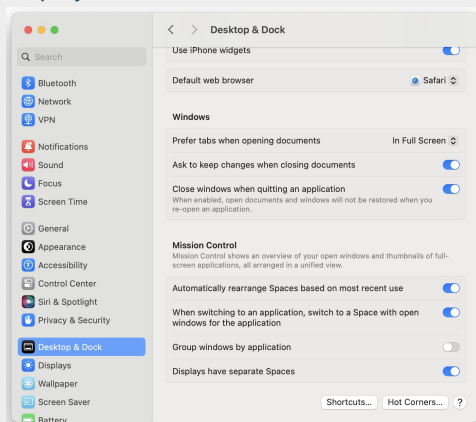 Desktop & Dock
Search
Bluetooth
Network
VPN
Notifications
Sound
Focus
Screen Time
General
Appearance
Accessibility
Control Center
Siri & Spotlight
Privacy & Security
Desktop & Dock
Displays
Wallpaper
Screen Saver
Battery
Use iPhone widgets
Default web browser
Safari
Windows
Prefer tabs when opening documents
In Full Screen
Ask to keep changes when closing documents
Close windows when quitting an application
When enabled, open documents and windows will not be restored when you
re-open an application.
Mission Control
Mission Control shows an overview of your open windows and thumbnails of full-
screen applications, all arranged in a unified view.
Automatically rearrange Spaces based on most recent use
When switching to an application, switch to a Space with open
windows for the application
Group windows by application
Displays have separate Spaces
Shortcuts...
Hot Corners...
?